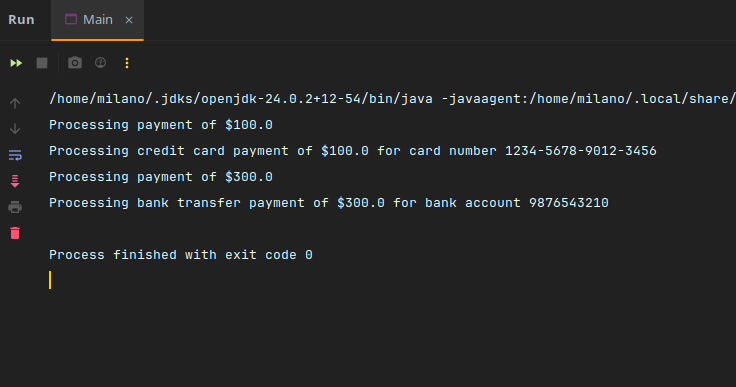 Run
Main ×
/home/milano/.jdks/openjdk-24.0.2+12-54/bin/java -javaagent:/home/milano/.local/share/
Processing payment of $100.0
Processing credit card payment of $100.0 for card number 1234-5678-9012-3456
Processing payment of $300.0
Processing bank transfer payment of $300.0 for bank account 9876543210
Process finished with exit code 0